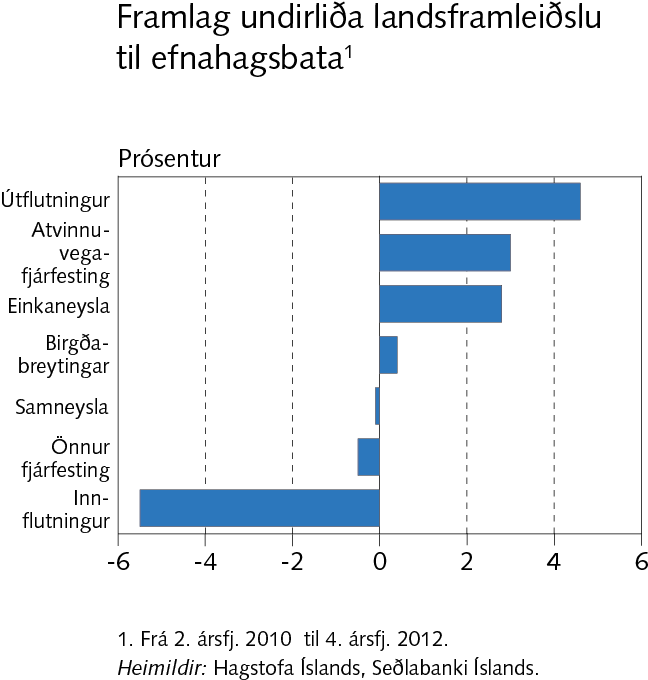 Framlag undirliða landsframleiðslu
til efnahagsbata¹
Prósentur
Útflutningur
Atvinnu-
vega-
fjárfesting
Einkaneysla
Birgða-
breytingar
Samneysla
Önnur
fjárfesting
Inn-
flutningur
-6 -4 -2 0 2 4 6
1. Frá 2. ársfj. 2010 til 4. ársfj. 2012.
Heimildir: Hagstofa Íslands, Seðlabanki Íslands.